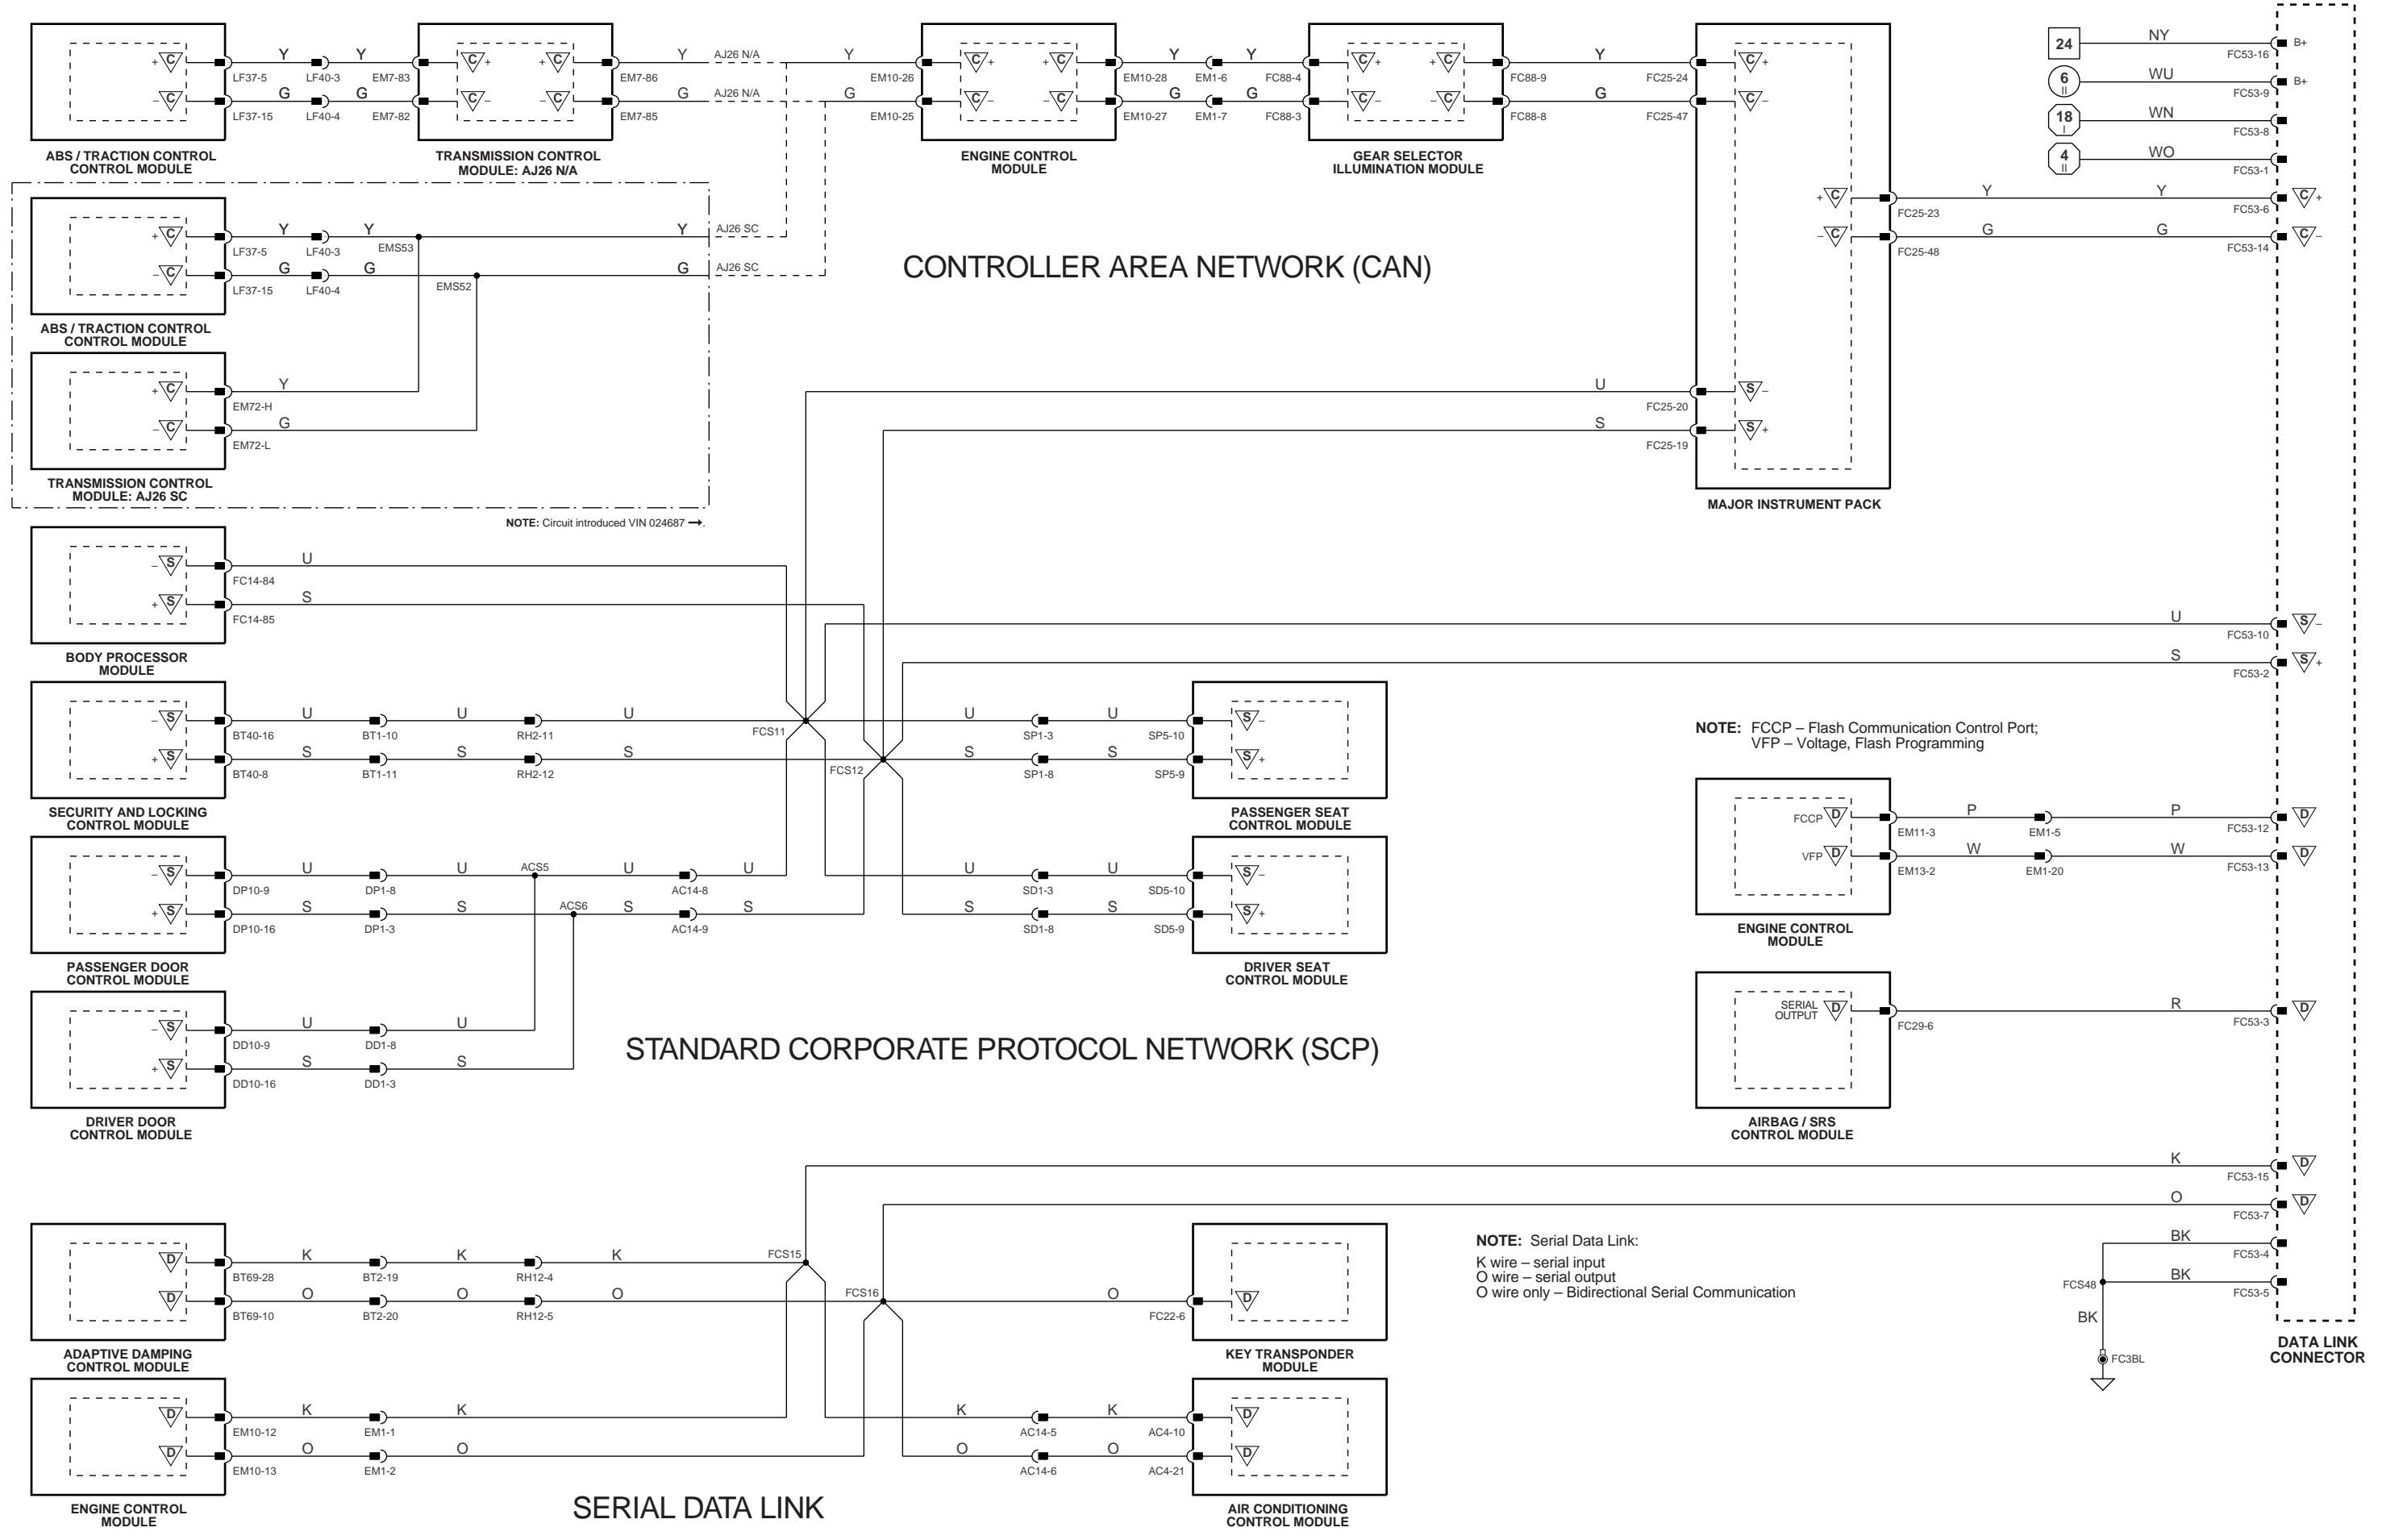 Y Y Y AJ26 N/A Y Y Y Y
+ C C + + C C + + C C + + C C +
LF37-5 LF40-3 EM7-83 EM7-86 EM10-26 EM10-28 EM1-6 FC88-4 FC88-9 FC25-24
G G G AJ26 N/A G G G G
– C C – – C C – – C C – – C C –
LF37-15 LF40-4 EM7-82 EM7-85 EM10-25 EM10-27 EM1-7 FC88-3 FC88-8 FC25-47
ABS / TRACTION CONTROL
CONTROL MODULE
TRANSMISSION CONTROL
MODULE: AJ26 N/A
ENGINE CONTROL
MODULE
GEAR SELECTOR
ILLUMINATION MODULE
24 NY FC53-16 B+
6 II WU FC53-9 B+
18 I WN FC53-8
4 II WO FC53-1
+ C FC25-23 Y Y FC53-6 C +
– C FC25-48 G G FC53-14 C –
+ C LF37-5 Y LF40-3 Y EMS53 Y AJ26 SC
– C LF37-15 G LF40-4 G EMS52 G AJ26 SC
ABS / TRACTION CONTROL
CONTROL MODULE
CONTROLLER AREA NETWORK (CAN)
+ C EM72-H Y
– C EM72-L G
TRANSMISSION CONTROL
MODULE: AJ26 SC
NOTE: Circuit introduced VIN 024687 →.
U FC25-20 S –
S FC25-19 S +
MAJOR INSTRUMENT PACK
– S FC14-84 U
+ S FC14-85 S
BODY PROCESSOR
MODULE
U FC53-10 S –
S FC53-2 S +
– S BT40-16 U BT1-10 U RH2-11 U FCS11 U SP1-3 U SP5-10 S –
+ S BT40-8 S BT1-11 S RH2-12 S FCS12 S SP1-8 S SP5-9 S +
SECURITY AND LOCKING
CONTROL MODULE
PASSENGER SEAT
CONTROL MODULE
NOTE: FCCP – Flash Communication Control Port;
VFP – Voltage, Flash Programming
– S DP10-9 U DP1-8 U ACS5 U AC14-8 U U SD1-3 U SD5-10 S –
+ S DP10-16 S DP1-3 S ACS6 S AC14-9 S S SD1-8 S SD5-9 S +
PASSENGER DOOR
CONTROL MODULE
DRIVER SEAT
CONTROL MODULE
FCCP D EM11-3 P EM1-5 P FC53-12 D
VFP D EM13-2 W EM1-20 W FC53-13 D
ENGINE CONTROL
MODULE
– S DD10-9 U DD1-8 U
+ S DD10-16 S DD1-3 S
DRIVER DOOR
CONTROL MODULE
STANDARD CORPORATE PROTOCOL NETWORK (SCP)
SERIAL
OUTPUT D FC29-6 R FC53-3 D
AIRBAG / SRS
CONTROL MODULE
K FC53-15 D
O FC53-7 D
BK FC53-4
FCS48 BK FC53-5
BK
FC3BL
DATA LINK
CONNECTOR
D BT69-28 K BT2-19 K RH12-4 K FCS15
D BT69-10 O BT2-20 O RH12-5 O FCS16 O FC22-6 D
ADAPTIVE DAMPING
CONTROL MODULE
KEY TRANSPONDER
MODULE
NOTE: Serial Data Link:
K wire – serial input
O wire – serial output
O wire only – Bidirectional Serial Communication
D EM10-12 K EM1-1 K K AC14-5 K AC4-10 D
D EM10-13 O EM1-2 O O AC14-6 O AC4-21 D
ENGINE CONTROL
MODULE
SERIAL DATA LINK
AIR CONDITIONING
CONTROL MODULE